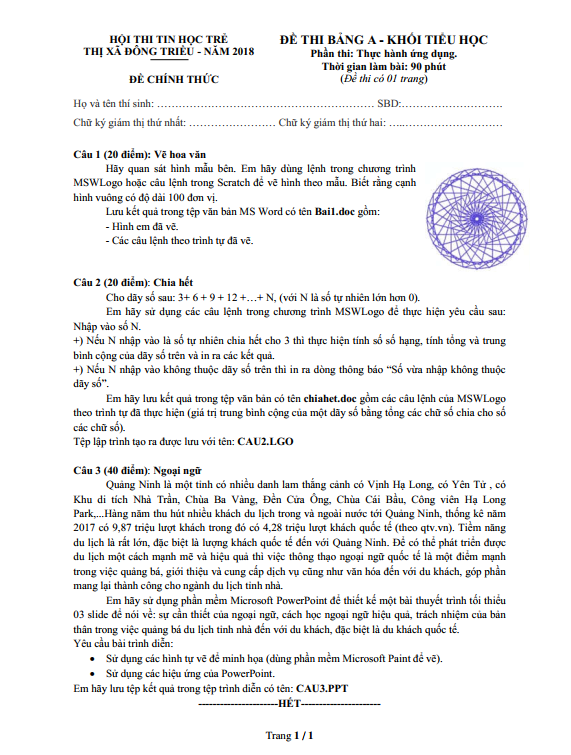 HỘI THI TIN HỌC TRẺ
THỊ XÃ ĐÔNG TRIỀU - NĂM 2018
ĐỀ CHÍNH THỨC
ĐỀ THI BẢNG A - KHỐI TIỂU HỌC
Phần thi: Thực hành ứng dụng.
Thời gian làm bài: 90 phút
(Đề thi có 01 trang)
Họ và tên thí sinh: …………………………………………………… SBD:……………………….
Chữ ký giám thị thứ nhất: …………………… Chữ ký giám thị thứ hai: …..……………………….
Câu 1 (20 điểm): Vẽ hoa văn
Hãy quan sát hình mẫu bên. Em hãy dùng lệnh trong chương trình
MSWLogo hoặc câu lệnh trong Scratch để vẽ hình theo mẫu. Biết rằng cạnh
hình vuông có độ dài 100 đơn vị.
Lưu kết quả trong tệp văn bản MS Word có tên Bai1.doc gồm:
- Hình em đã vẽ.
- Các câu lệnh theo trình tự đã vẽ.
Câu 2 (20 điểm): Chia hết
Cho dãy số sau: 3+ 6 + 9 + 12 +…+ N, (với N là số tự nhiên lớn hơn 0).
Em hãy sử dụng các câu lệnh trong chương trình MSWLogo để thực hiện yêu cầu sau:
Nhập vào số N.
+) Nếu N nhập vào là số tự nhiên chia hết cho 3 thì thực hiện tính số số hạng, tính tổng và trung
bình cộng của dãy số trên và in ra các kết quả.
+) Nếu N nhập vào không thuộc dãy số trên thì in ra dòng thông báo “Số vừa nhập không thuộc
dãy số”.
Em hãy lưu kết quả trong tệp văn bản có tên chiahet.doc gồm các câu lệnh của MSWLogo
theo trình tự đã thực hiện (giá trị trung bình cộng của một dãy số bằng tổng các chữ số chia cho số
các chữ số).
Tệp lập trình tạo ra được lưu với tên: CAU2.LGO
Câu 3 (40 điểm): Ngoại ngữ
Quảng Ninh là một tỉnh có nhiều danh lam thắng cảnh có Vịnh Hạ Long, có Yên Tử , có
Khu di tích Nhà Trần, Chùa Ba Vàng, Đền Cửa Ông, Chùa Cái Bầu, Công viên Hạ Long
Park,...Hàng năm thu hút nhiều khách du lịch trong và ngoài nước tới Quảng Ninh, thống kê năm
2017 có 9,87 triệu lượt khách trong đó có 4,28 triệu lượt khách quốc tế (theo qtv.vn). Tiềm năng
du lịch là rất lớn, đặc biệt là lượng khách quốc tế đến với Quảng Ninh. Để có thể phát triển được
du lịch một cách mạnh mẽ và hiệu quả thì việc thông thạo ngoại ngữ quốc tế là một điểm mạnh
trong việc quảng bá, giới thiệu và cung cấp dịch vụ cũng như văn hóa đến với du khách, góp phần
mang lại thành công cho ngành du lịch tỉnh nhà.
Em hãy sử dụng phần mềm Microsoft PowerPoint để thiết kế một bài thuyết trình tối thiểu
03 slide để nói về: sự cần thiết của ngoại ngữ, cách học ngoại ngữ hiệu quả, trách nhiệm của bản
thân trong việc quảng bá du lịch tỉnh nhà đến với du khách, đặc biệt là du khách quốc tế.
Yêu cầu bài trình diễn:
• Sử dụng các hình tự vẽ để minh họa (dùng phần mềm Microsoft Paint để vẽ).
• Sử dụng các hiệu ứng của PowerPoint.
Em hãy lưu tệp kết quả trong tệp trình diễn có tên: CAU3.PPT
----------------------HẾT----------------------
Trang 1 / 1